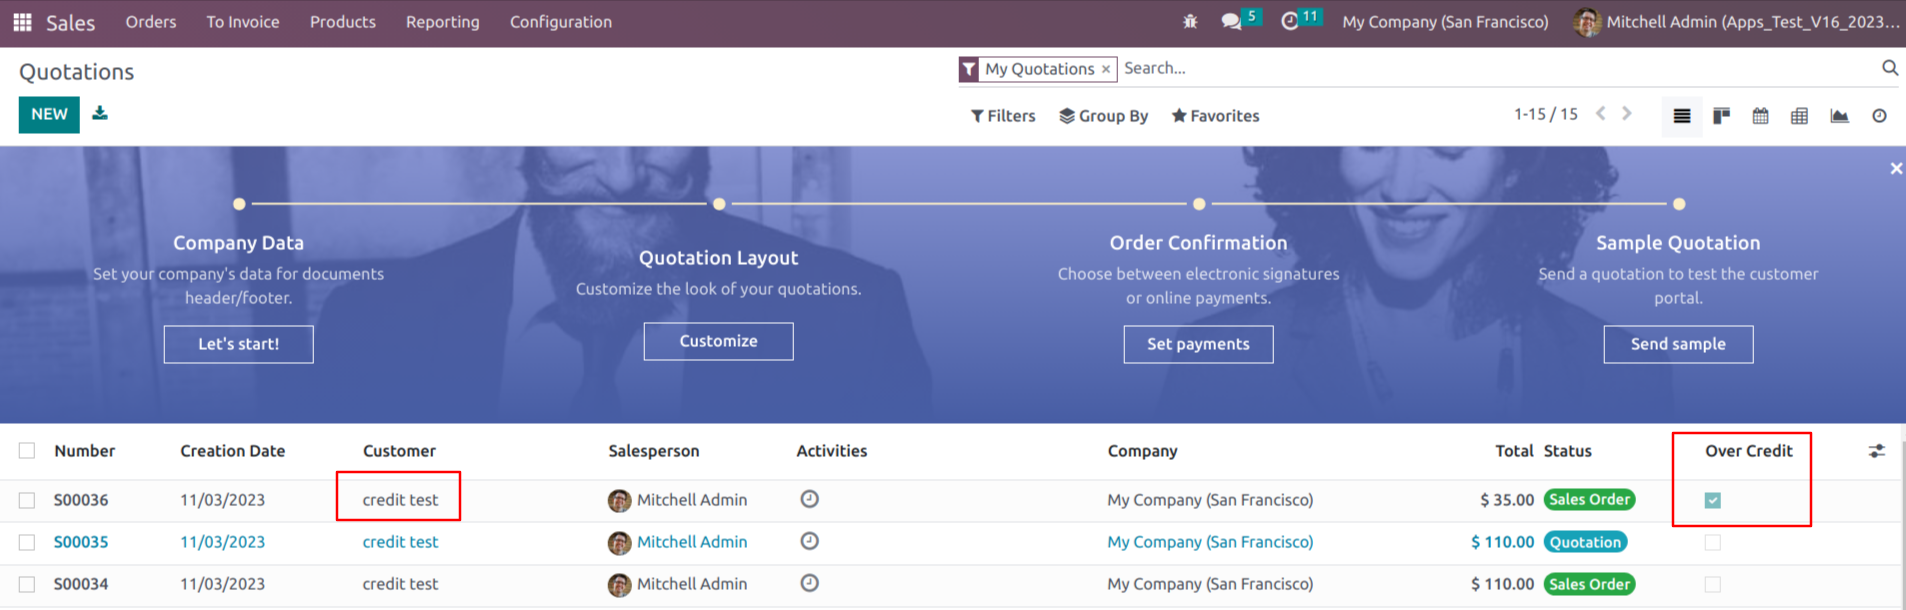 Sales Orders To Invoice Products Reporting Configuration 5 11 My Company (San Francisco) Mitchell Admin (Apps_Test_V16_2023...
Quotations My Quotations × Search...
NEW Filters Group By Favorites 1-15 / 15
Company Data
Set your company's data for documents
header/footer.
Let's start!
Quotation Layout
Customize the look of your quotations.
Customize
Order Confirmation
Choose between electronic signatures
or online payments.
Set payments
Sample Quotation
Send a quotation to test the customer
portal.
Send sample
Number Creation Date Customer Salesperson Activities Company Total Status Over Credit
S00036 11/03/2023 credit test Mitchell Admin My Company (San Francisco) $ 35.00 Sales Order
S00035 11/03/2023 credit test Mitchell Admin My Company (San Francisco) $ 110.00 Quotation
S00034 11/03/2023 credit test Mitchell Admin My Company (San Francisco) $ 110.00 Sales Order